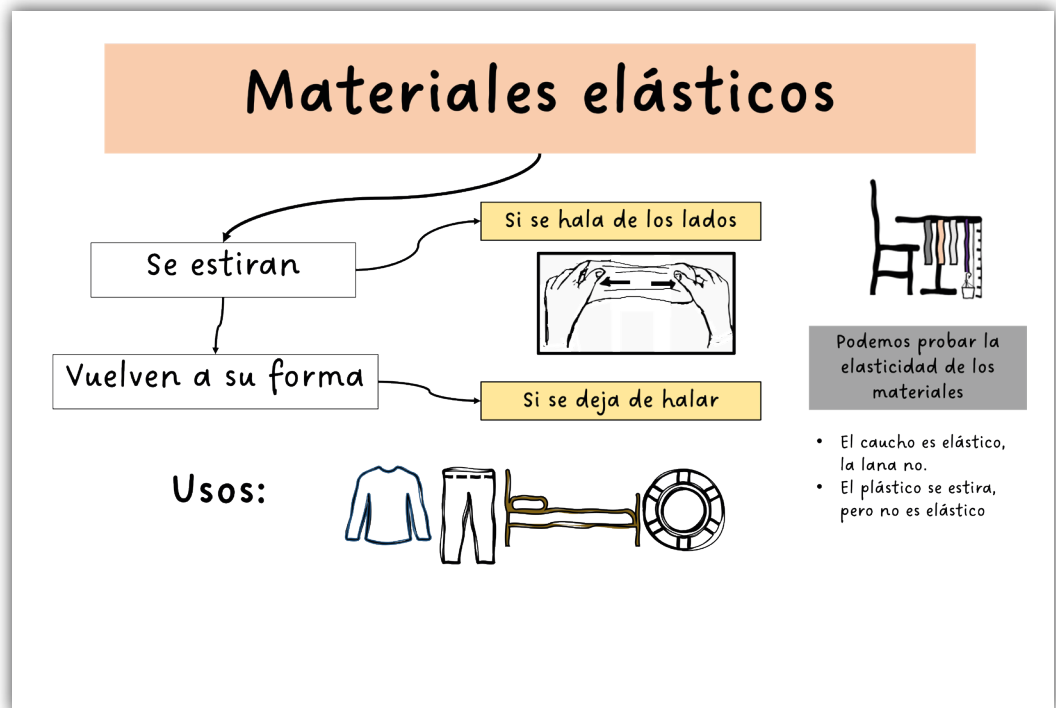 Materiales elásticos
Se estiran
Si se hala de los lados
Vuelven a su forma
Si se deja de halar
Usos:
Podemos probar la
elasticidad de los
materiales
• El caucho es elástico,
la lana no.
• El plástico se estira,
pero no es elástico